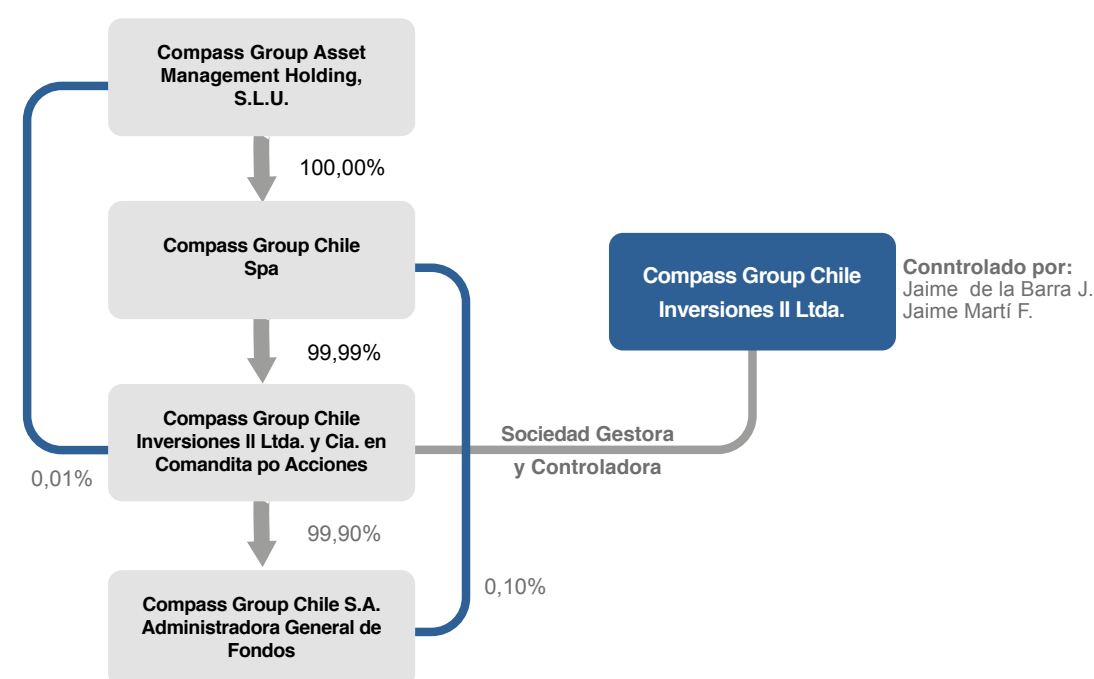 Compass Group Asset
Management Holding,
S.L.U.
100,00%
Compass Group Chile
Spa
99,99%
Compass Group Chile
Inversiones II Ltda. y Cia. en
Comandita po Acciones
0,01%
99,90%
Compass Group Chile S.A.
Administradora General de
Fondos
0,10%
Sociedad Gestora
y Controladora
Compass Group Chile
Inversiones II Ltda.
Conntrolado por:
Jaime de la Barra J.
Jaime Martí F.